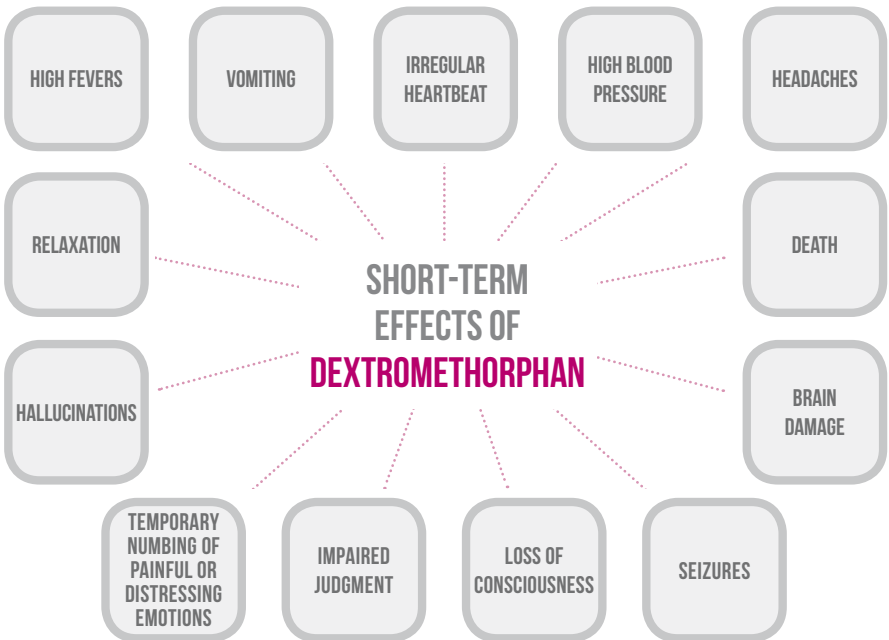 HIGH FEVERS
VOMITING
IRREGULAR
HEARTBEAT
HIGH BLOOD
PRESSURE
HEADACHES
RELAXATION
DEATH
SHORT-TERM
EFFECTS OF
DEXTROMETHORPHAN
HALLUCINATIONS
BRAIN
DAMAGE
TEMPORARY
NUMBING OF
PAINFUL OR
DISTRESSING
EMOTIONS
IMPAIRED
JUDGMENT
LOSS OF
CONSCIOUSNESS
SEIZURES